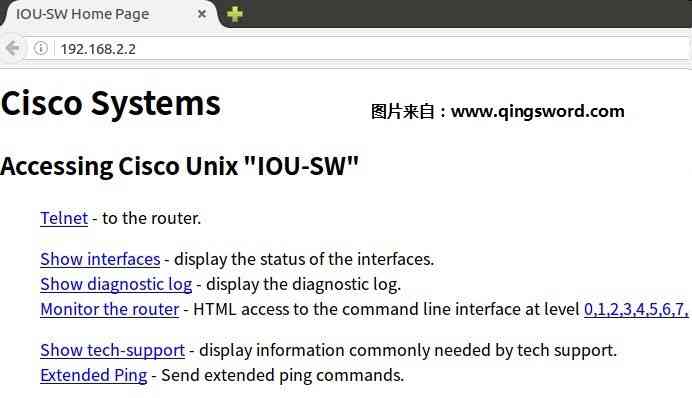 IOU-SW Home Page
192.168.2.2
Cisco Systems
图片来自：www.qingsword.com
Accessing Cisco Unix "IOU-SW"
Telnet - to the router.
Show interfaces - display the status of the interfaces.
Show diagnostic log - display the diagnostic log.
Monitor the router - HTML access to the command line interface at level 0,1,2,3,4,5,6,7,
Show tech-support - display information commonly needed by tech support.
Extended Ping - Send extended ping commands.